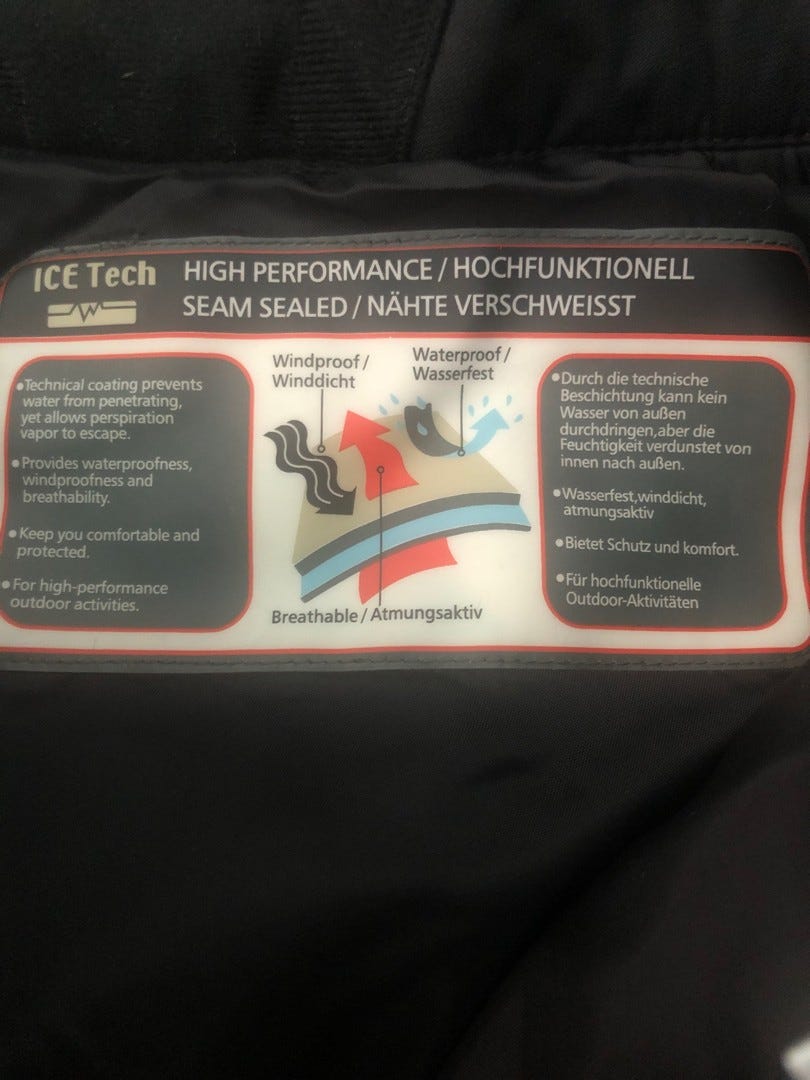 ICE Tech
HIGH PERFORMANCE / HOCHFUNKTIONELL
SEAM SEALED / NÄHTE VERSCHWEISST
•Technical coating prevents
water from penetrating,
yet allows perspiration
vapor to escape.
•Provides waterproofness,
windproofness and
breathability.
•Keep you comfortable and
protected.
•For high-performance
outdoor activities.
Windproof /
Winddicht
Waterproof /
Wasserfest
Breathable / Atmungsaktiv
•Durch die technische
Beschichtung kann kein
Wasser von außen
durchdringen,aber die
Feuchtigkeit verdunstet von
innen nach außen.
•Wasserfest,winddicht,
atmungsaktiv
•Bietet Schutz und komfort.
•Für hochfunktionelle
Outdoor-Aktivitäten